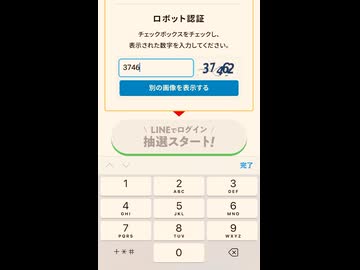 ロボット認証
チェックボックスをチェックし、
表示された数字を入力してください。
3746
別の画像を表示する
LINEでログイン
抽選スタート!
完了
1
2
ABC
3
DEF
4
GHI
5
JKL
6
MNO
7
PQRS
8
TUV
9
WXYZ
+*#
0